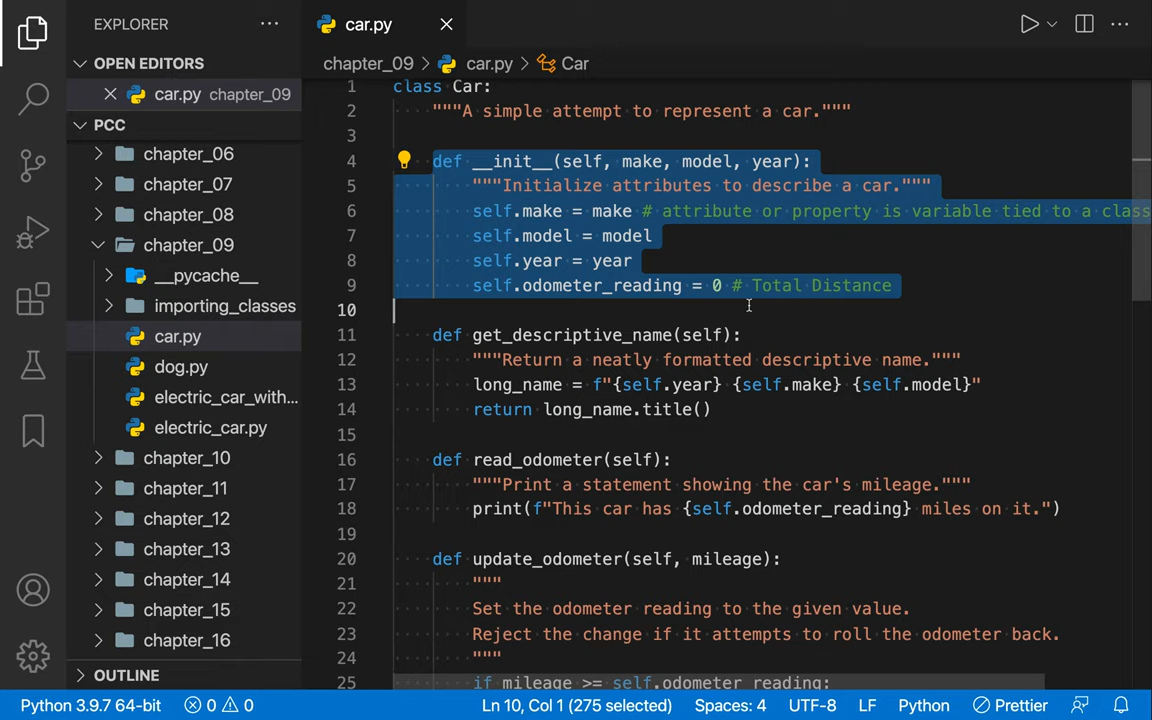 EXPLORER
OPEN EDITORS
car.py chapter_09
PCC
chapter_06
chapter_07
chapter_08
chapter_09
__pycache__
importing_classes
car.py
dog.py
electric_car_with...
electric_car.py
chapter_10
chapter_11
chapter_12
chapter_13
chapter_14
chapter_15
chapter_16
OUTLINE
car.py
chapter_09 > car.py > Car
1 class Car:
2 """A simple attempt to represent a car."""
3
4 def __init__(self, make, model, year):
5 """Initialize attributes to describe a car."""
6 self.make = make # attribute or property is variable tied to a class
7 self.model = model
8 self.year = year
9 self.odometer_reading = 0 # Total Distance
10
11 def get_descriptive_name(self):
12 """Return a neatly formatted descriptive name."""
13 long_name = f"{self.year} {self.make} {self.model}"
14 return long_name.title()
15
16 def read_odometer(self):
17 """Print a statement showing the car's mileage."""
18 print(f"This car has {self.odometer_reading} miles on it.")
19
20 def update_odometer(self, mileage):
21 """
22 Set the odometer reading to the given value.
23 Reject the change if it attempts to roll the odometer back.
24 """
25 if mileage >= self.odometer_reading:
Python 3.9.7 64-bit 0 0 Ln 10, Col 1 (275 selected) Spaces: 4 UTF-8 LF Python Prettier